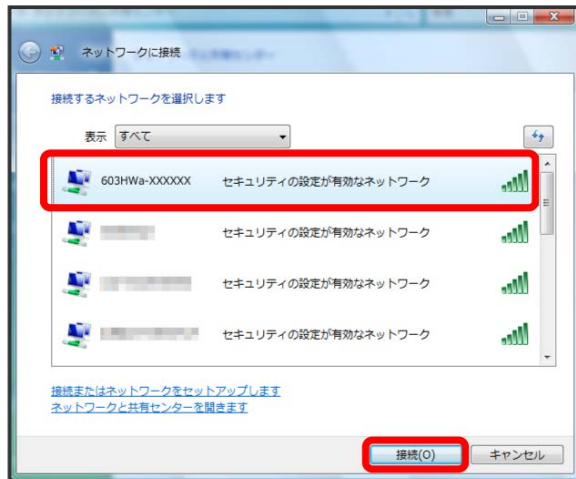 ネットワークに接続
接続するネットワークを選択します
表示 すべて
603HWa-XXXXXX セキュリティの設定が有効なネットワーク
セキュリティの設定が有効なネットワーク
セキュリティの設定が有効なネットワーク
セキュリティの設定が有効なネットワーク
接続またはネットワークをセットアップします
ネットワークと共有センターを開きます
接続(O) キャンセル